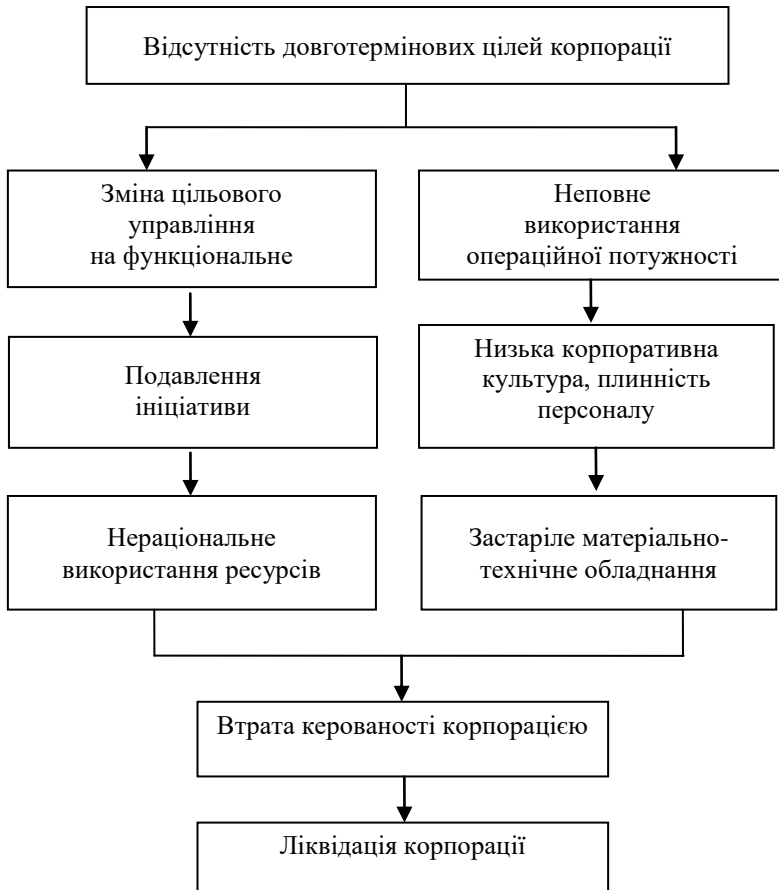 Відсутність довготермінових цілей корпорації
Зміна цільового
управління
на функціональне
Неповне
використання
операційної потужності
Подавлення
ініціативи
Низька корпоративна
культура, плинність
персоналу
Нераціональне
використання ресурсів
Застаріле матеріально-
технічне обладнання
Втрата керованості корпорацією
Ліквідація корпорації